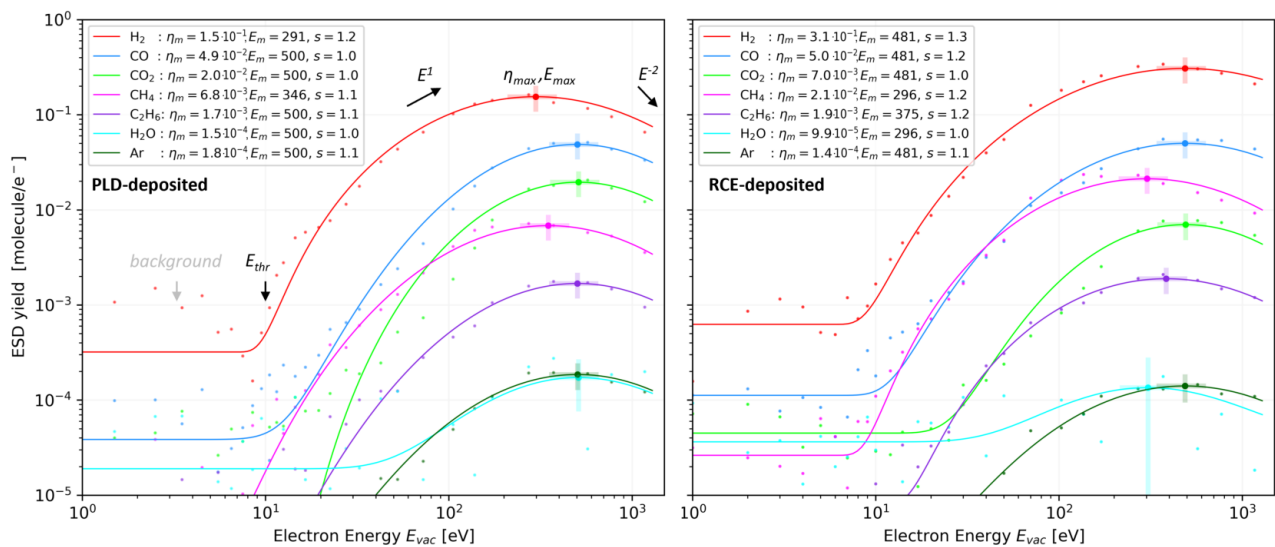 10⁰
10⁻¹
10⁻²
10⁻³
10⁻⁴
10⁻⁵
ESD yield [molecule/e⁻]
H₂ : ηₘ = 1.5·10⁻¹, Eₘ = 291, s = 1.2
CO : ηₘ = 4.9·10⁻², Eₘ = 500, s = 1.0
CO₂ : ηₘ = 2.0·10⁻², Eₘ = 500, s = 1.0
CH₄ : ηₘ = 6.8·10⁻³, Eₘ = 346, s = 1.1
C₂H₆: ηₘ = 1.7·10⁻³, Eₘ = 500, s = 1.1
H₂O : ηₘ = 1.5·10⁻⁴, Eₘ = 500, s = 1.0
Ar : ηₘ = 1.8·10⁻⁴, Eₘ = 500, s = 1.1
PLD-deposited
E¹
ηmax, Emax
E⁻²
background
Ethr
10⁰
10¹
10²
10³
Electron Energy Evac [eV]
H₂ : ηₘ = 3.1·10⁻¹, Eₘ = 481, s = 1.3
CO : ηₘ = 5.0·10⁻², Eₘ = 481, s = 1.2
CO₂ : ηₘ = 7.0·10⁻³, Eₘ = 481, s = 1.0
CH₄ : ηₘ = 2.1·10⁻², Eₘ = 296, s = 1.2
C₂H₆: ηₘ = 1.9·10⁻³, Eₘ = 375, s = 1.2
H₂O : ηₘ = 9.9·10⁻⁵, Eₘ = 296, s = 1.0
Ar : ηₘ = 1.4·10⁻⁴, Eₘ = 481, s = 1.1
RCE-deposited
10⁰
10¹
10²
10³
Electron Energy Evac [eV]